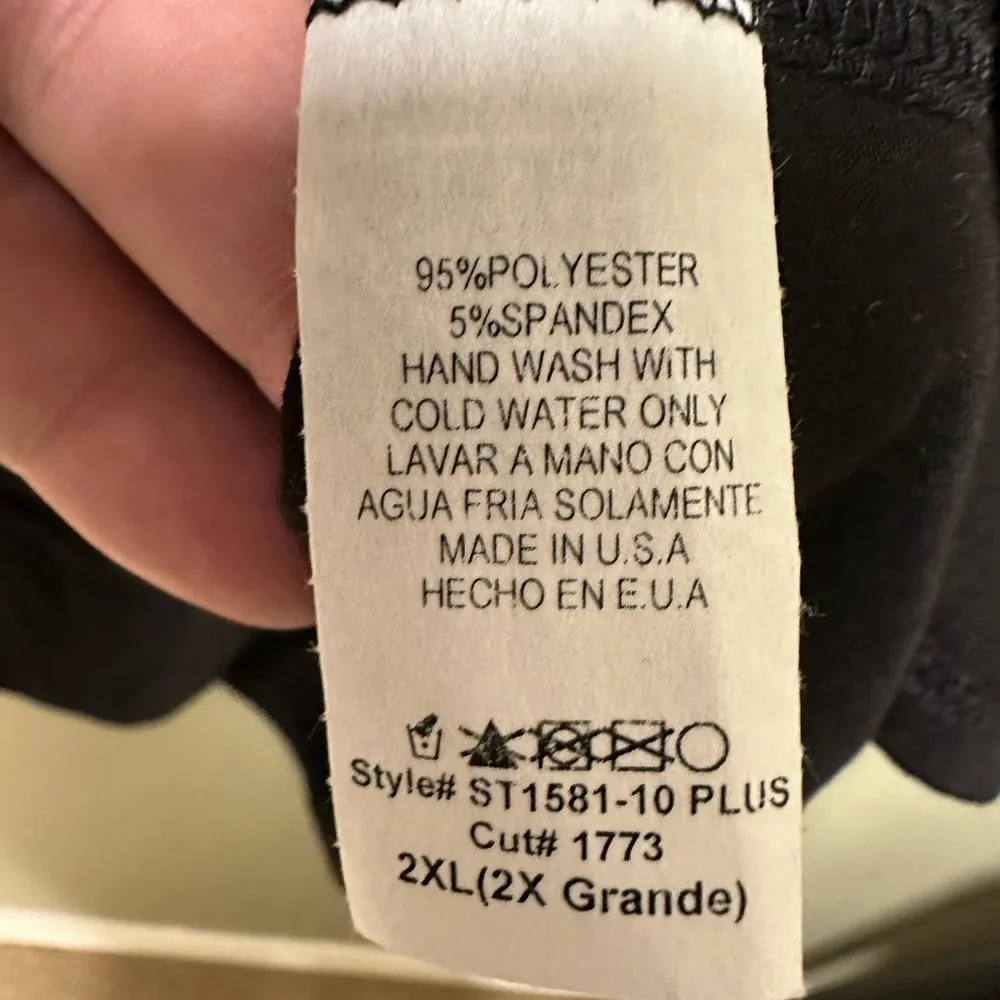 95%POLYESTER
5%SPANDEX
HAND WASH WITH
COLD WATER ONLY
LAVAR A MANO CON
AGUA FRIA SOLAMENTE
MADE IN U.S.A
HECHO EN E.U.A
Style# ST1581-10 PLUS
Cut# 1773
2XL(2X Grande)